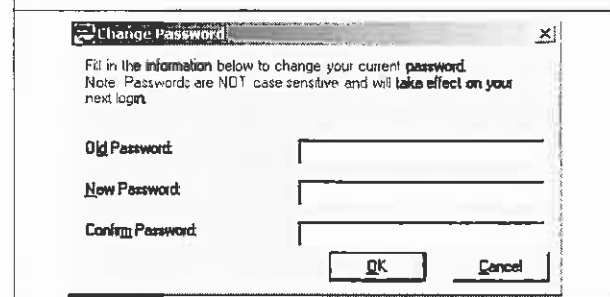 Change Password
Fill in the information below to change your current password.
Note: Passwords are NOT case sensitive and will take effect on your
next login.
Old Password:
New Password:
Confirm Password:
OK Cancel